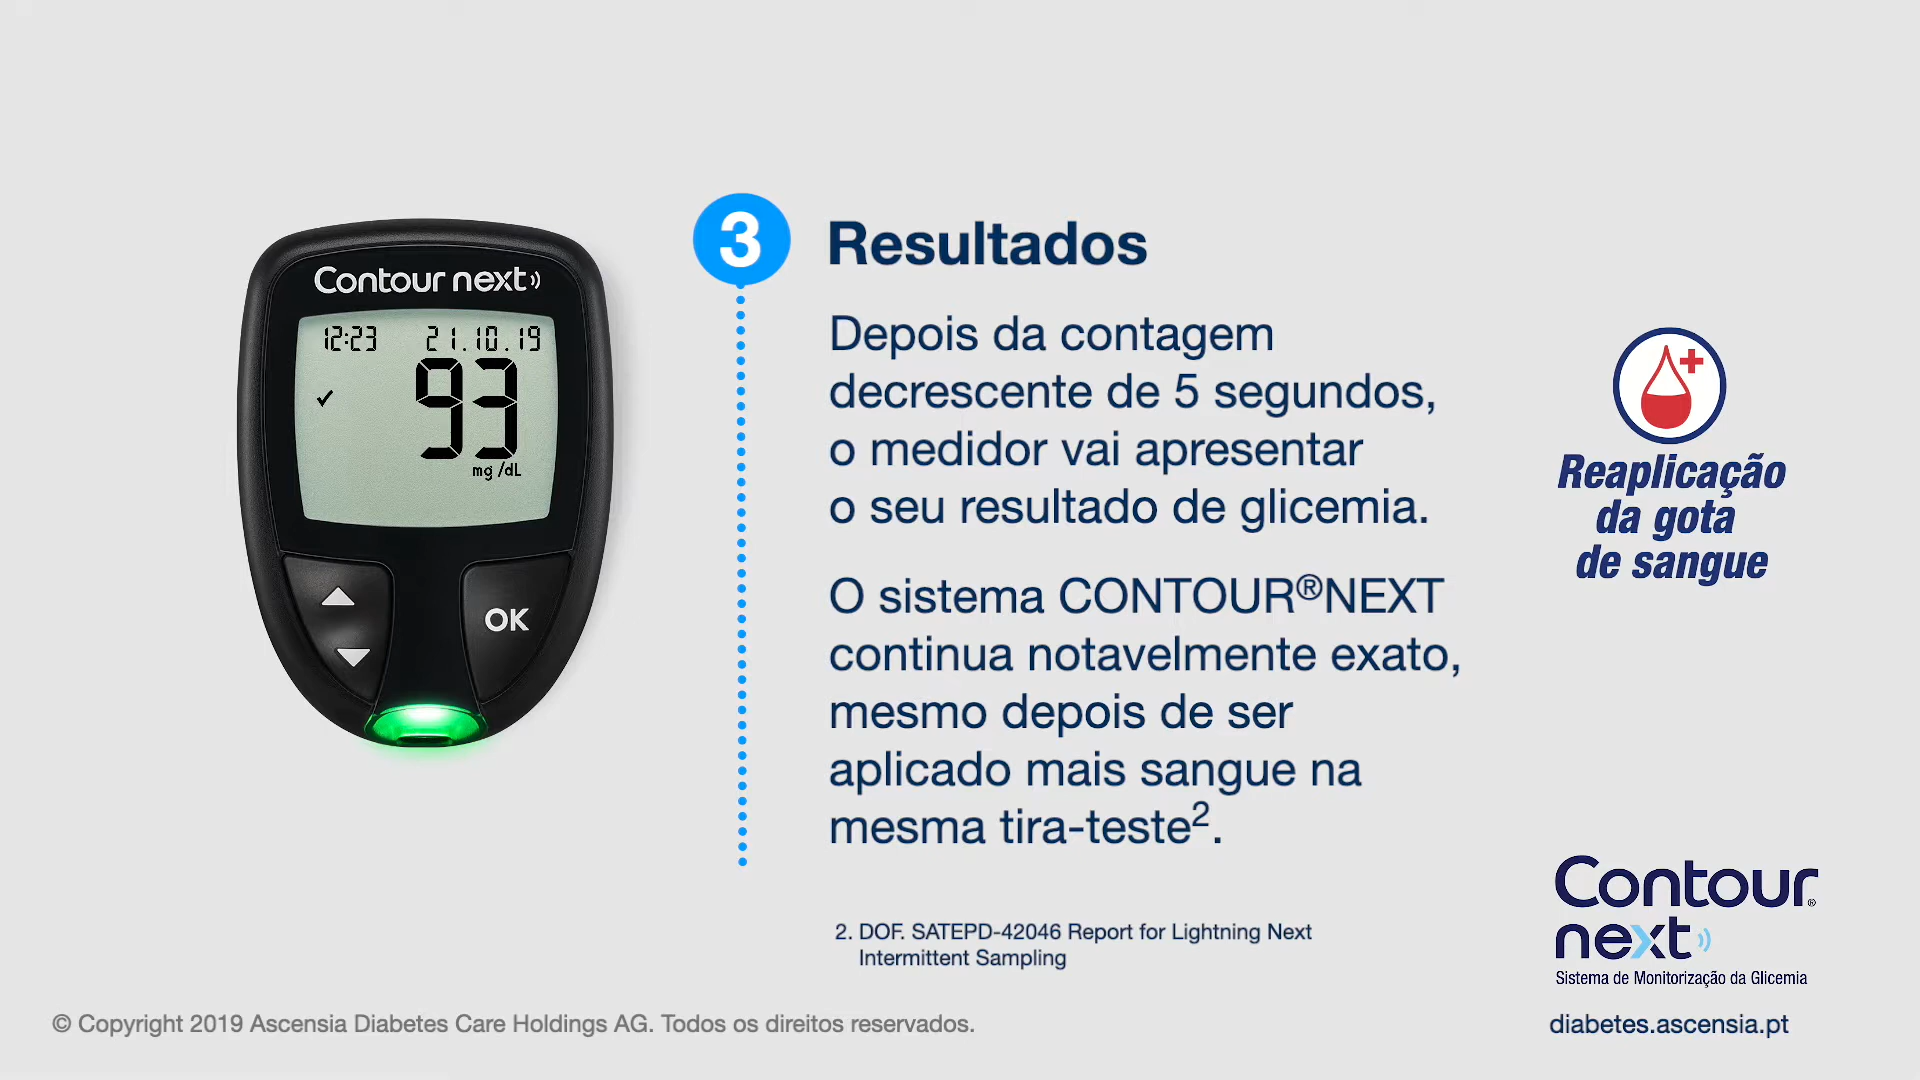 Contour next
12:23 21.10.19
✓ 93
mg/dL
OK
3 Resultados
Depois da contagem
decrescente de 5 segundos,
o medidor vai apresentar
o seu resultado de glicemia.
O sistema CONTOUR®NEXT
continua notavelmente exato,
mesmo depois de ser
aplicado mais sangue na
mesma tira-teste².
2. DOF. SATEPD-42046 Report for Lightning Next
Intermittent Sampling
Reaplicação
da gota
de sangue
Contour®
next
Sistema de Monitorização da Glicemia
diabetes.ascensia.pt
© Copyright 2019 Ascensia Diabetes Care Holdings AG. Todos os direitos reservados.